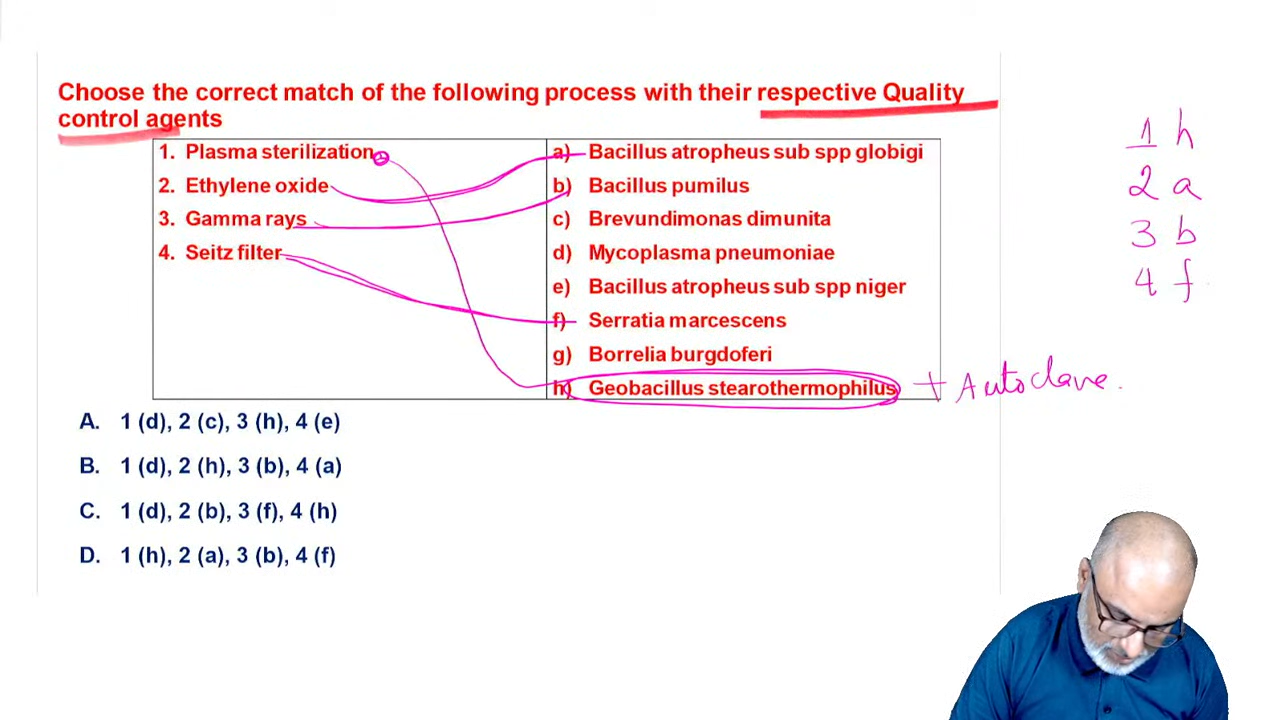 Choose the correct match of the following process with their respective Quality
control agents
1. Plasma sterilization
2. Ethylene oxide
3. Gamma rays
4. Seitz filter
a) Bacillus atropheus sub spp globigi
b) Bacillus pumilus
c) Brevundimonas dimunita
d) Mycoplasma pneumoniae
e) Bacillus atropheus sub spp niger
f) Serratia marcescens
g) Borrelia burgdoferi
h) Geobacillus stearothermophilus
+ Autoclave.
A. 1 (d), 2 (c), 3 (h), 4 (e)
B. 1 (d), 2 (h), 3 (b), 4 (a)
C. 1 (d), 2 (b), 3 (f), 4 (h)
D. 1 (h), 2 (a), 3 (b), 4 (f)
1 h
2 a
3 b
4 f